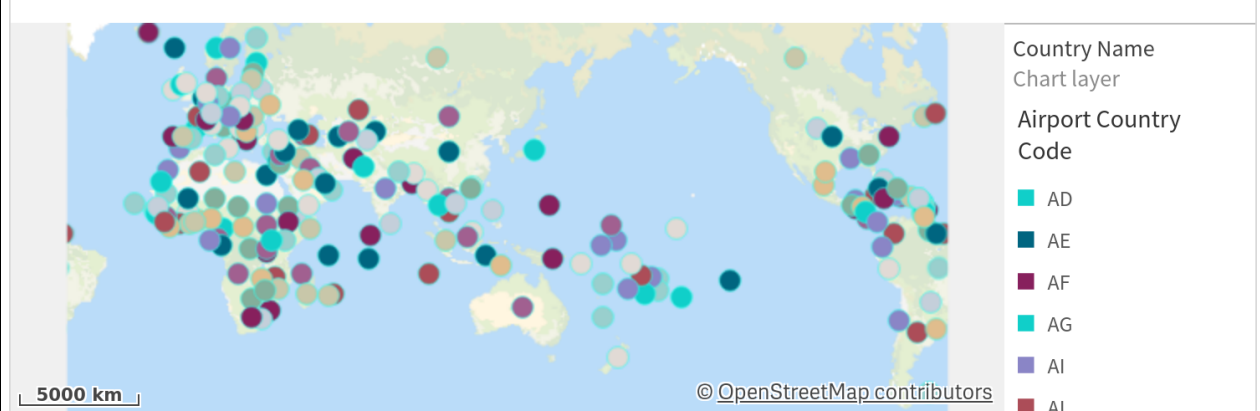 Country Name
Chart layer
Airport Country
Code
AD
AE
AF
AG
AI
5000 km
© OpenStreetMap contributors